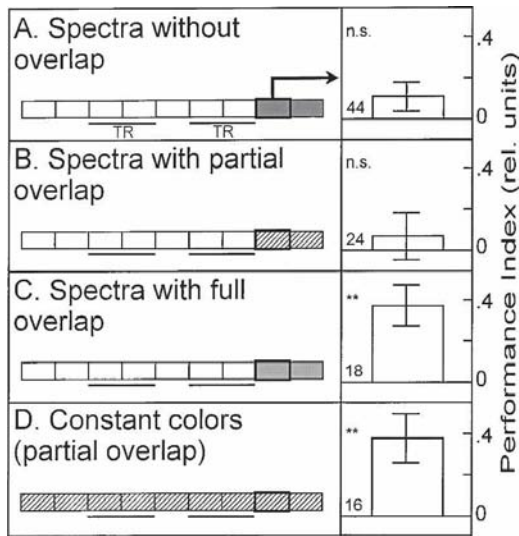 A. Spectra without
overlap
TR TR
n.s.
44
.4
0
B. Spectra with partial
overlap
n.s.
24
.4
0
C. Spectra with full
overlap
**
18
.4
0
D. Constant colors
(partial overlap)
**
16
.4
0
Performance Index (rel. units)